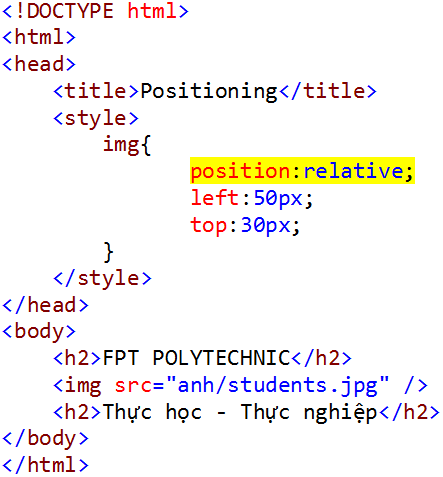 <!DOCTYPE html>
<html>
<head>
    <title>Positioning</title>
    <style>
        img{
               position:relative;
               left:50px;
               top:30px;
        }
    </style>
</head>
<body>
    <h2>FPT POLYTECHNIC</h2>
    <img src="anh/students.jpg" />
    <h2>Thực học - Thực nghiệp</h2>
</body>
</html>